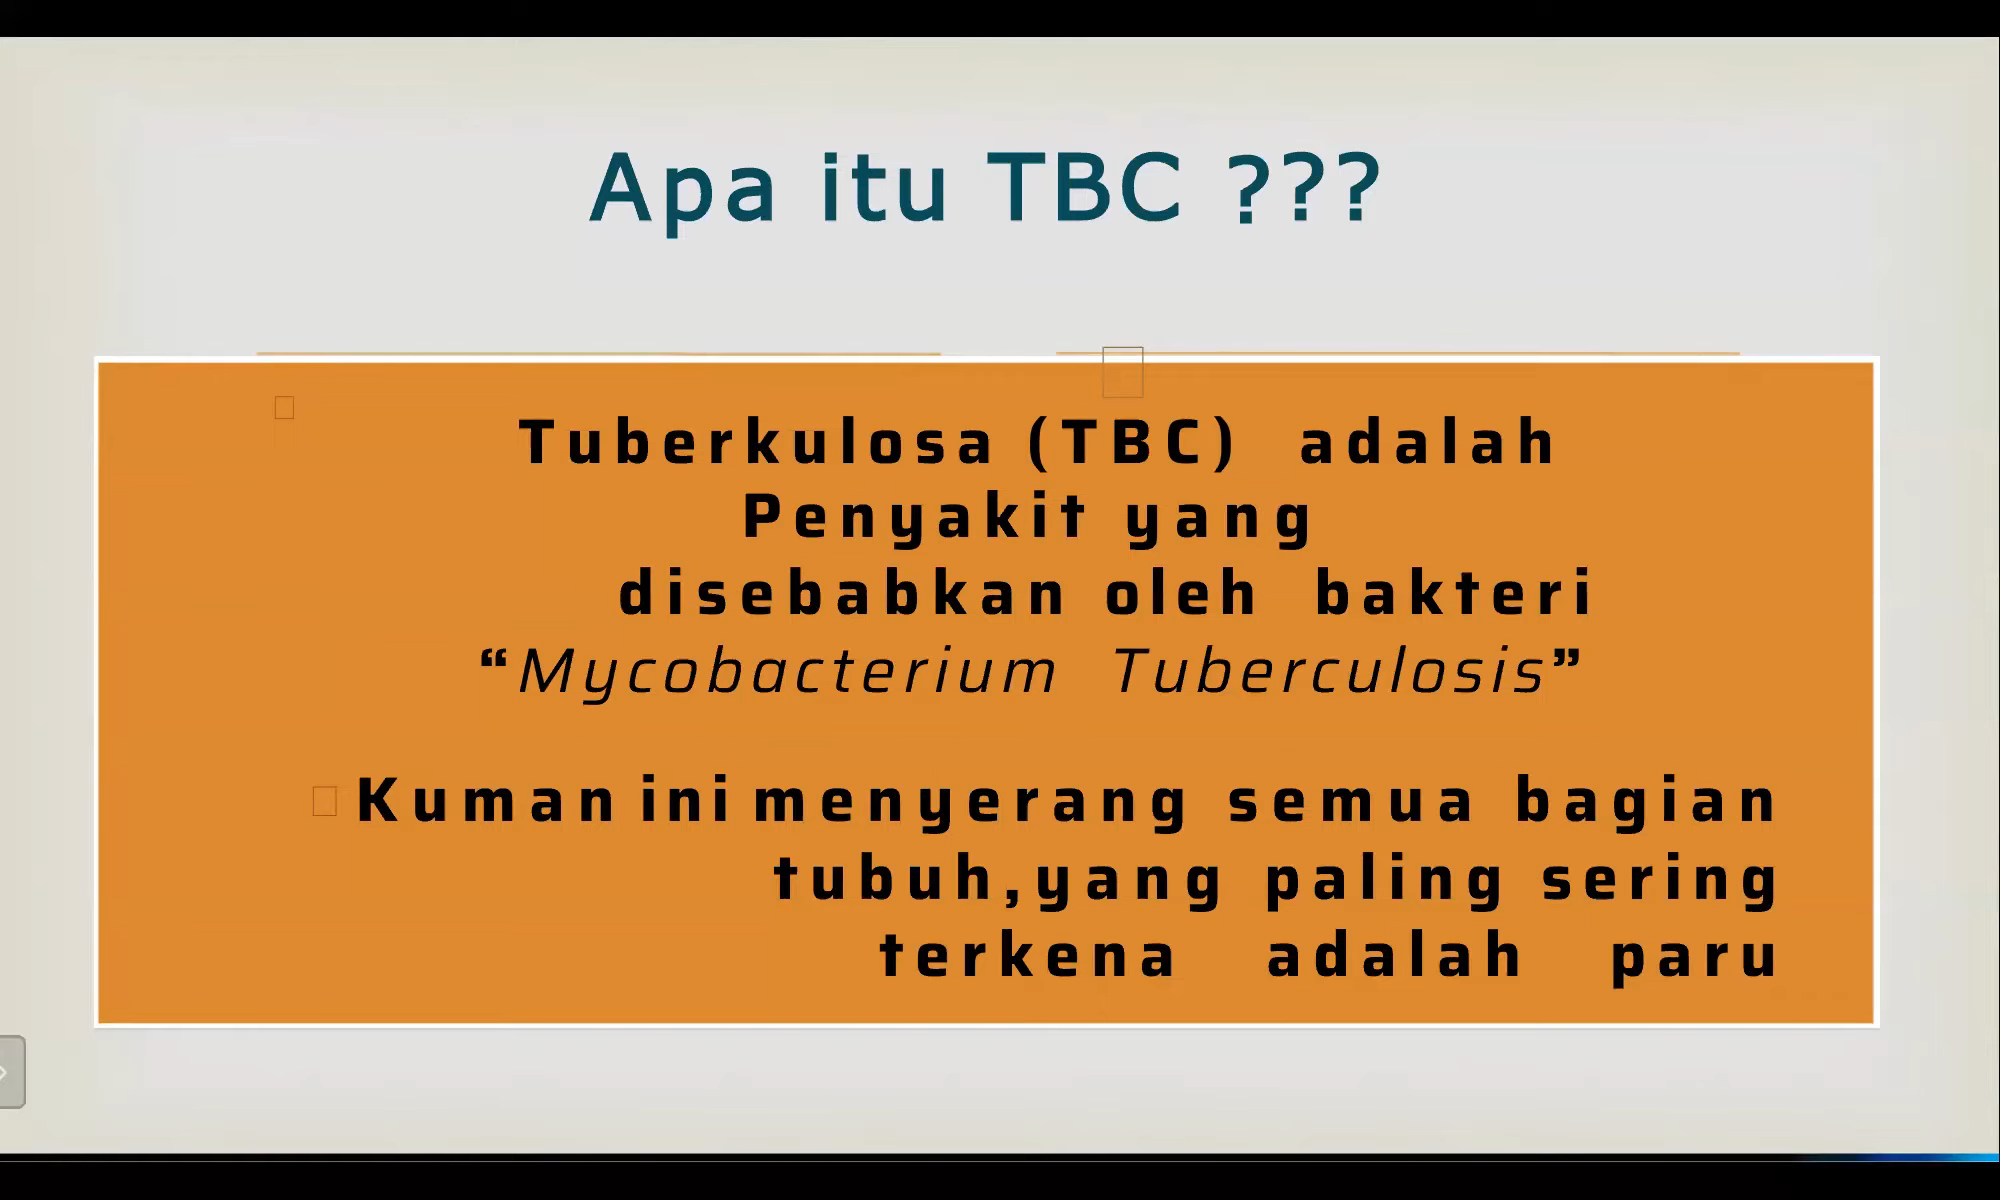 Apa itu TBC ???
Tuberkulosa (TBC) adalah
Penyakit yang
disebabkan oleh bakteri
“Mycobacterium Tuberculosis”
Kuman ini menyerang semua bagian
tubuh,yang paling sering
terkena adalah paru